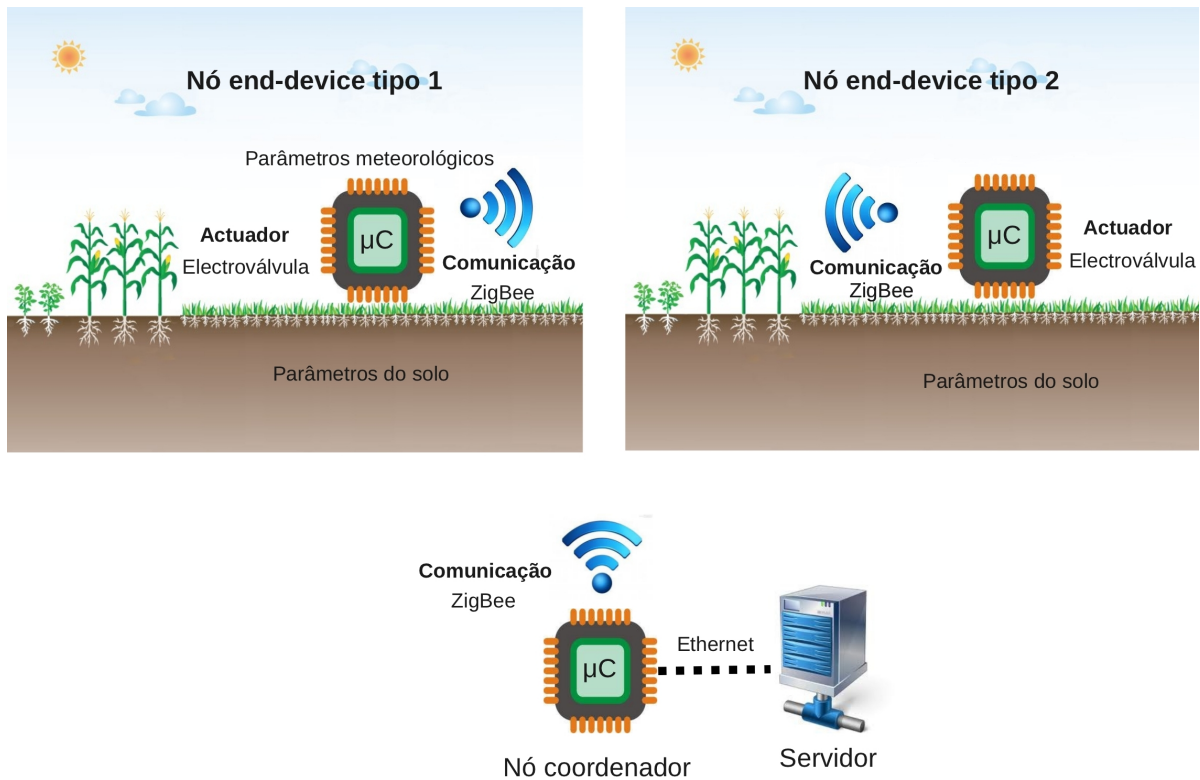 Nó end-device tipo 1
Parâmetros meteorológicos
µC
Actuador
Electroválvula
Comunicação
ZigBee
Parâmetros do solo
Nó end-device tipo 2
µC
Comunicação
ZigBee
Actuador
Electroválvula
Parâmetros do solo
Comunicação
ZigBee
µC
Ethernet
Nó coordenador
Servidor